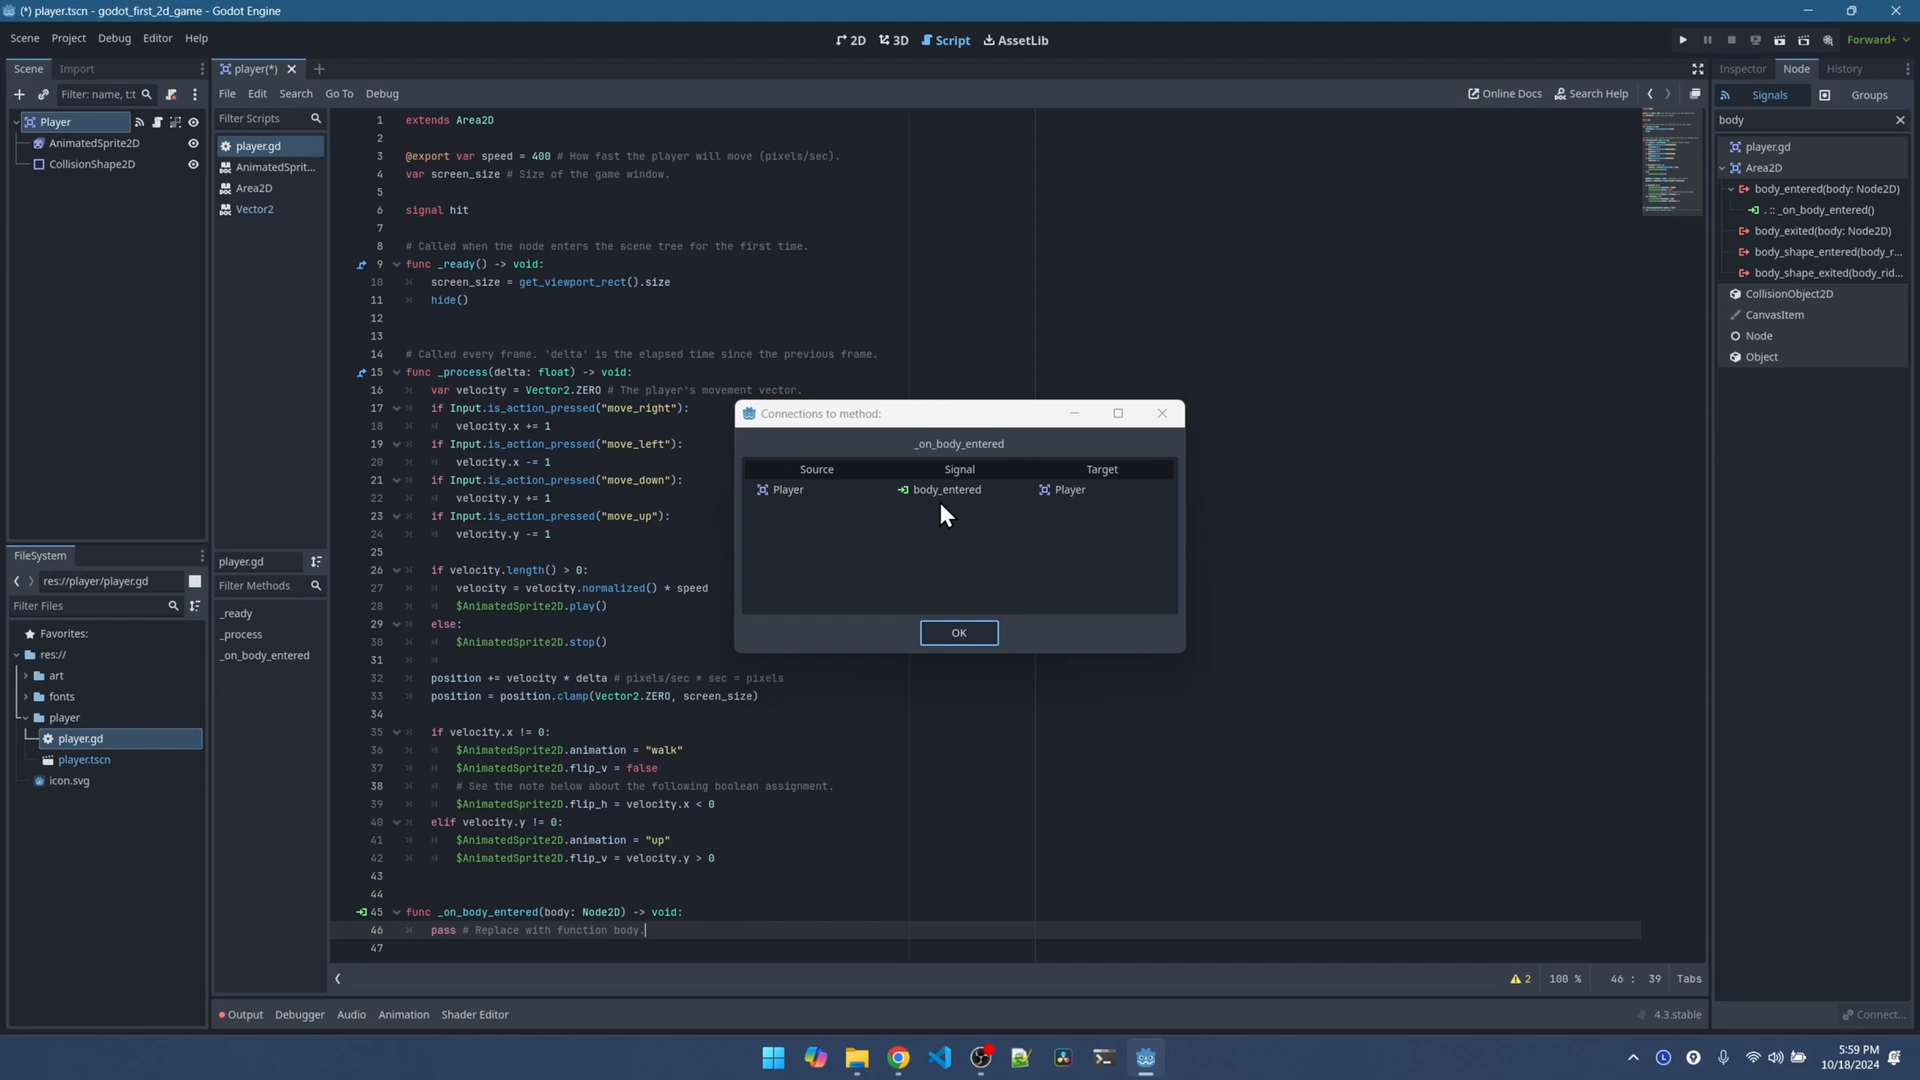 (*) player.tscn - godot_first_2d_game - Godot Engine
Scene Project Debug Editor Help
2D 3D Script AssetLib
Forward+
Scene Import
Filter: name, t:t
Player
AnimatedSprite2D
CollisionShape2D
player(*)
File Edit Search Go To Debug
Online Docs Search Help
Filter Scripts
player.gd
AnimatedSprit...
Area2D
Vector2
player.gd
Filter Methods
_ready
_process
_on_body_entered
1 extends Area2D
2
3 @export var speed = 400 # How fast the player will move (pixels/sec).
4 var screen_size # Size of the game window.
5
6 signal hit
7
8 # Called when the node enters the scene tree for the first time.
9 func _ready() -> void:
10 screen_size = get_viewport_rect().size
11 hide()
12
13
14 # Called every frame. 'delta' is the elapsed time since the previous frame.
15 func _process(delta: float) -> void:
16 var velocity = Vector2.ZERO # The player's movement vector.
17 if Input.is_action_pressed("move_right"):
18 velocity.x += 1
19 if Input.is_action_pressed("move_left"):
20 velocity.x -= 1
21 if Input.is_action_pressed("move_down"):
22 velocity.y += 1
23 if Input.is_action_pressed("move_up"):
24 velocity.y -= 1
25
26 if velocity.length() > 0:
27 velocity = velocity.normalized() * speed
28 $AnimatedSprite2D.play()
29 else:
30 $AnimatedSprite2D.stop()
31
32 position += velocity * delta # pixels/sec * sec = pixels
33 position = position.clamp(Vector2.ZERO, screen_size)
34
35 if velocity.x != 0:
36 $AnimatedSprite2D.animation = "walk"
37 $AnimatedSprite2D.flip_v = false
38 # See the note below about the following boolean assignment.
39 $AnimatedSprite2D.flip_h = velocity.x < 0
40 elif velocity.y != 0:
41 $AnimatedSprite2D.animation = "up"
42 $AnimatedSprite2D.flip_v = velocity.y > 0
43
44
45 func _on_body_entered(body: Node2D) -> void:
46 pass # Replace with function body.
47
Connections to method:
_on_body_entered
Source Signal Target
Player body_entered Player
OK
2 100 % 46 : 39 Tabs
Output Debugger Audio Animation Shader Editor
4.3.stable
FileSystem
res://player/player.gd
Filter Files
Favorites:
res://
art
fonts
player
player.gd
player.tscn
icon.svg
Inspector Node History
Signals Groups
body
player.gd
Area2D
body_entered(body: Node2D)
. :: _on_body_entered()
body_exited(body: Node2D)
body_shape_entered(body_r...
body_shape_exited(body_rid...
CollisionObject2D
CanvasItem
Node
Object
Connect...
5:59 PM
10/18/2024